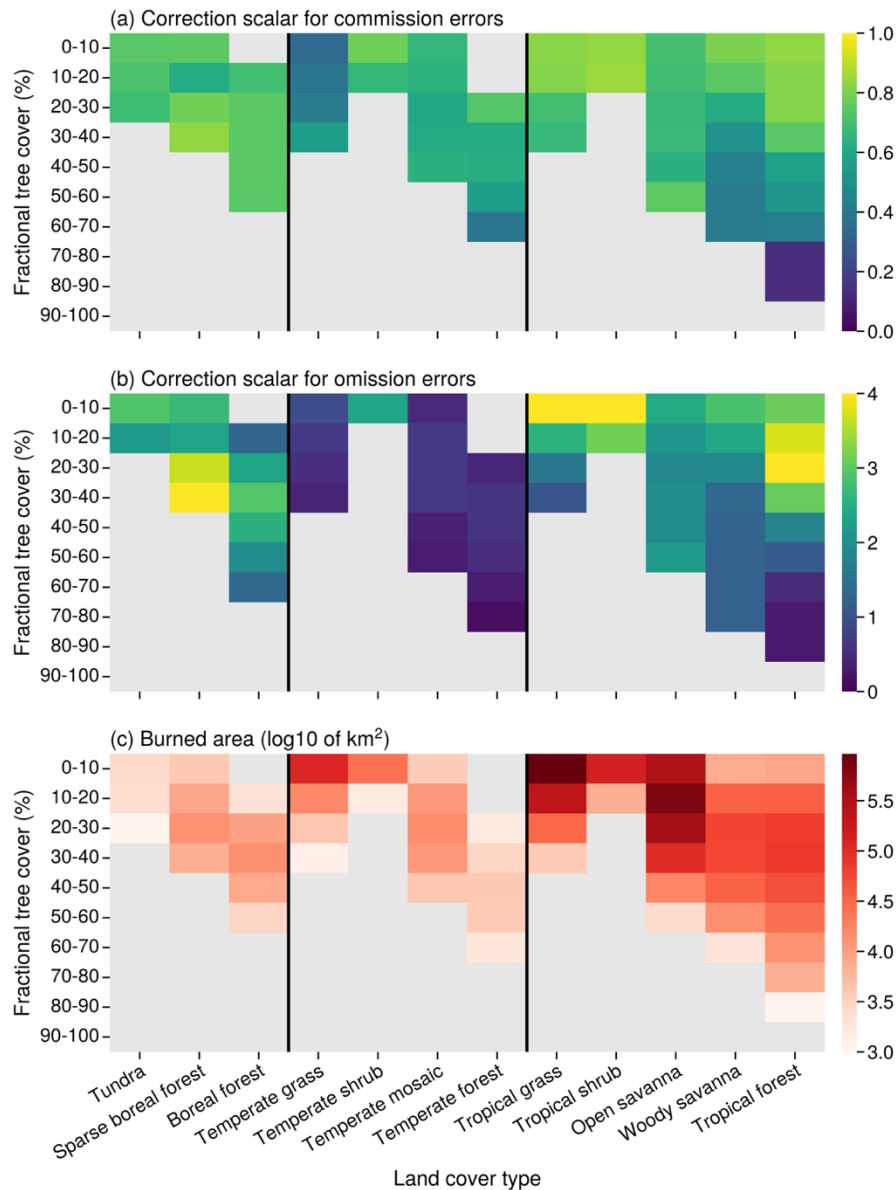 (a) Correction scalar for commission errors
Fractional tree cover (%)
0-10
10-20
20-30
30-40
40-50
50-60
60-70
70-80
80-90
90-100
1.0
0.8
0.6
0.4
0.2
0.0
(b) Correction scalar for omission errors
Fractional tree cover (%)
0-10
10-20
20-30
30-40
40-50
50-60
60-70
70-80
80-90
90-100
4
3
2
1
0
(c) Burned area (log10 of km²)
Fractional tree cover (%)
0-10
10-20
20-30
30-40
40-50
50-60
60-70
70-80
80-90
90-100
5.5
5.0
4.5
4.0
3.5
3.0
Tundra
Sparse boreal forest
Boreal forest
Temperate grass
Temperate shrub
Temperate mosaic
Temperate forest
Tropical grass
Tropical shrub
Open savanna
Woody savanna
Tropical forest
Land cover type